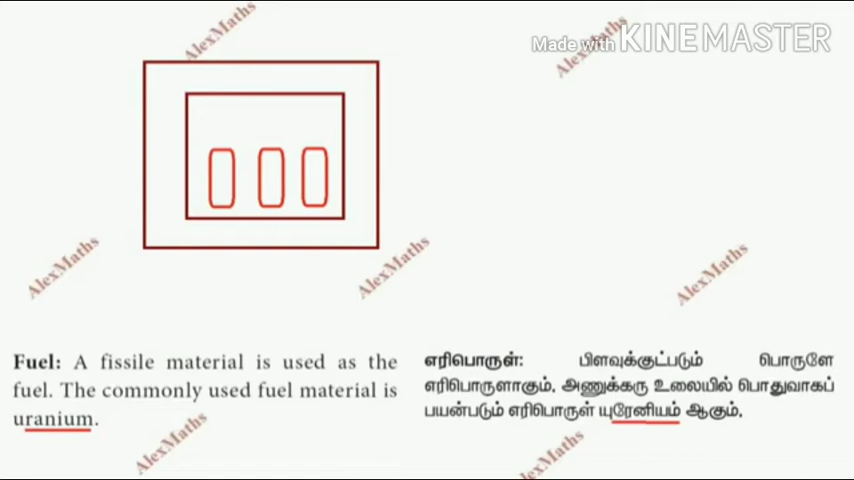 AlexMaths
AlexMaths
Made with KINEMASTER
AlexMaths
AlexMaths
AlexMaths
Fuel: A fissile material is used as the
fuel. The commonly used fuel material is
uranium.
எரிபொருள்: பிளவுக்குட்படும் பொருளே
எரிபொருளாகும். அணுக்கரு உலையில் பொதுவாகப்
பயன்படும் எரிபொருள் யுரேனியம் ஆகும்.
AlexMaths
AlexMaths